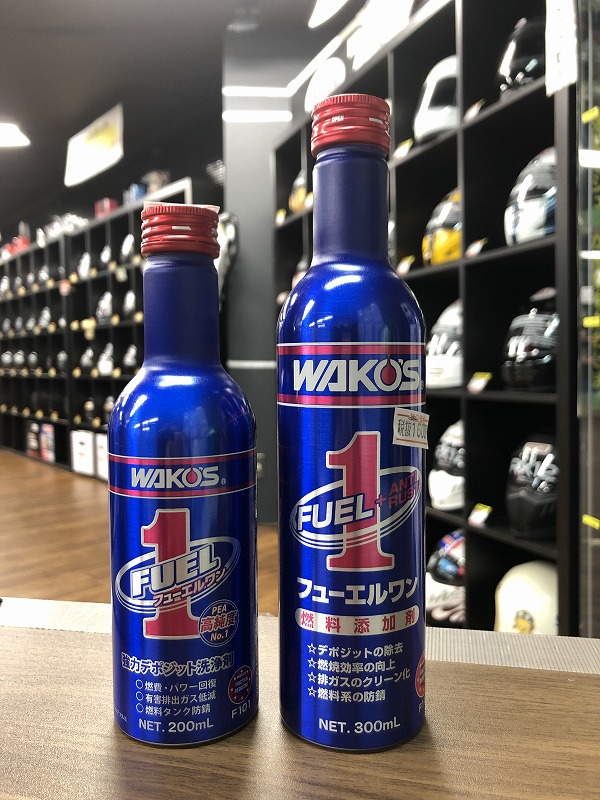 WAKO'S®
1
FUEL
フューエルワン
PEA
高純度
No.1
強力デポジット洗浄剤
○燃費・パワー回復
○有害排出ガス低減
○燃料タンク防錆
NET. 200mL
F101
OPEN
WAKO'S®
税抜
1
FUEL+ANTI
RUST
フューエルワン
燃料添加剤
☆デポジットの除去
☆燃焼効率の向上
☆排ガスのクリーン化
☆燃料系の防錆
NET. 300mL